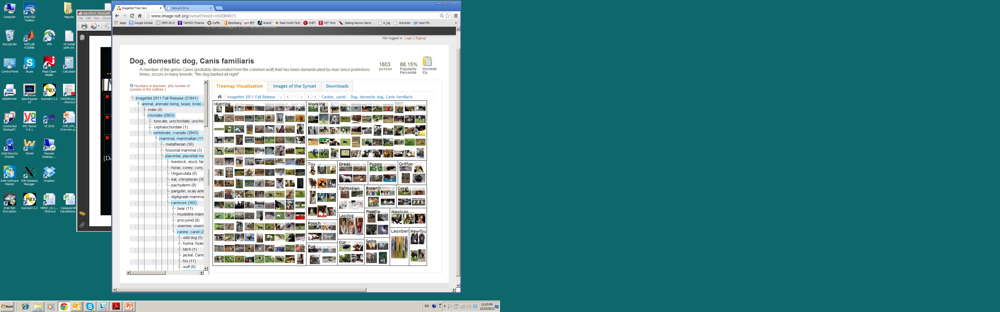 Computer
Intel SSD
Toolbox
Migrate
Recycle Bin
MATLAB
R2008b
VPN
VC install
path.txt
Control Panel
Skype
iPass Open
Mobile
Calculator
AddaPrinter
Spectrogram
15
Xconnect 2.2
CAVIARLiuI...
- Shortcut
Connected
BackupPC
VNC Viewer
4.5.1
VS 2010
CNN_HW_
Overview.p...
Intel Security
Checker
Wintel
Remote
Desktop ...
Intel Software
Market
ION Sessions
Manager
Dropbox
Intel SSD
Encryption
Xconnect 2.2
MIMO_v0.1...
- Shortcut
Compute BW
Calculations...
nips2013_final.pdf -
File Edit View Docum
[Do
ImageNet Tree View
Network Error
www.image-net.org/synset?wnid=n02084071
Apps Google Scholar NIPS 2013 YAHOO! Finance Caffe Bloomberg EET Anand Real World Tech CNET MIT Tech Spiking Neuron Gerst... A_Ng brevetto Xeon Phi »
14,197,122 images, 21841 synsets indexed
Not logged in. Login | Signup
Dog, domestic dog, Canis familiaris
A member of the genus Canis (probably descended from the common wolf) that has been domesticated by man since prehistoric
times; occurs in many breeds; "the dog barked all night"
1603
pictures
88.15%
Popularity
Percentile
Wordnet
IDs
Numbers in brackets: (the number of
synsets in the subtree ).
ImageNet 2011 Fall Release (21841)
animal, animate being, beast, brute,
mate (0)
chordate (2953)
tunicate, urochordate, urocho
cephalochordate (1)
vertebrate, craniate (2943)
mammal, mammalian (113
metatherian (36)
fossorial mammal (3)
placental, placental ma
livestock, stock, far
hyrax, coney, cony,
Unguiculata (0)
bat, chiropteran (39
pachyderm (8)
pangolin, scaly ante
digitigrade mamma
carnivore (362)
bear (11)
musteline mam
procyonid (8)
viverrine, viverri
canine, canid (2
wild dog (5)
hyena, hyae
bitch (1)
jackal, Canis
fox (11)
wolf (6)
Treemap Visualization
Images of the Synset
Downloads
ImageNet 2011 Fall Release
Canine, canid
Dog, domestic dog, Canis familiaris
Hunting
Working
Toy
Great
Puppy
Griffon
Dalmatian
Basenji
Corgi
Lapdog
Poodle
Mexican
Pooch
Leonber
Newfou
Pug
Cur
Spitz
Start
EN
12:53 PM
12/23/2013